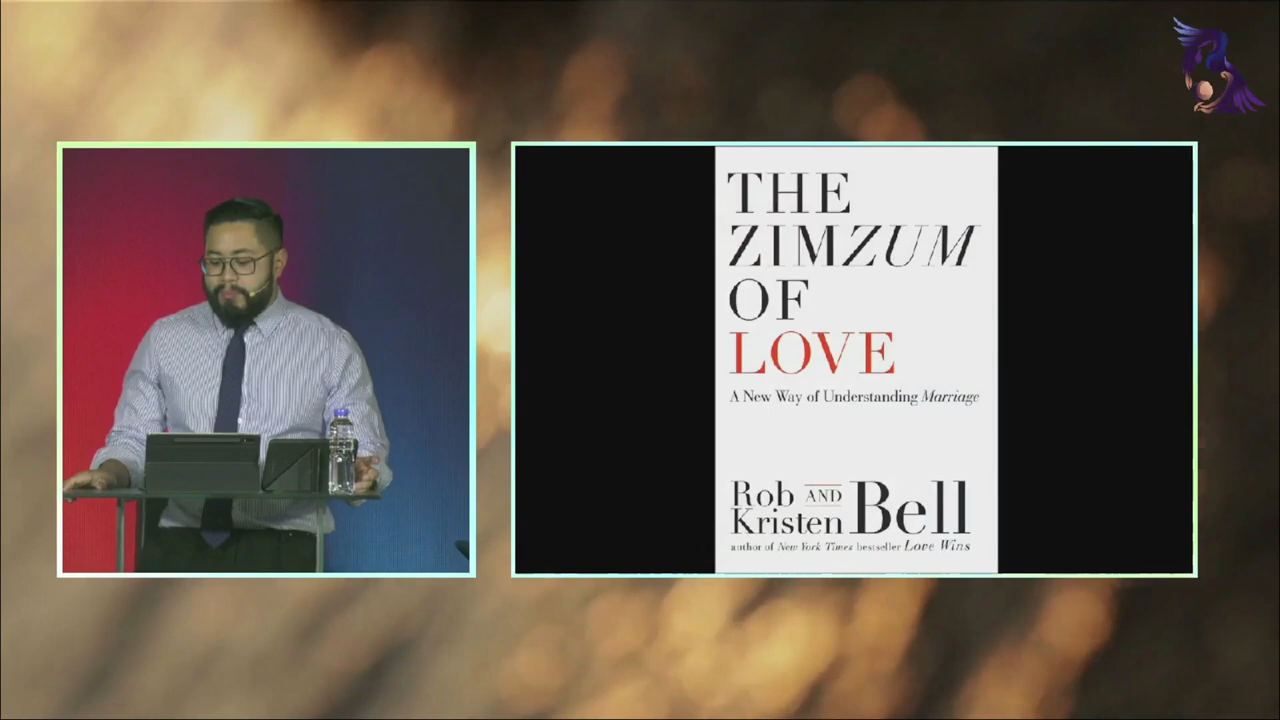 THE
ZIMZUM
OF
LOVE
A New Way of Understanding Marriage
Rob AND Kristen Bell
author of New York Times bestseller Love Wins